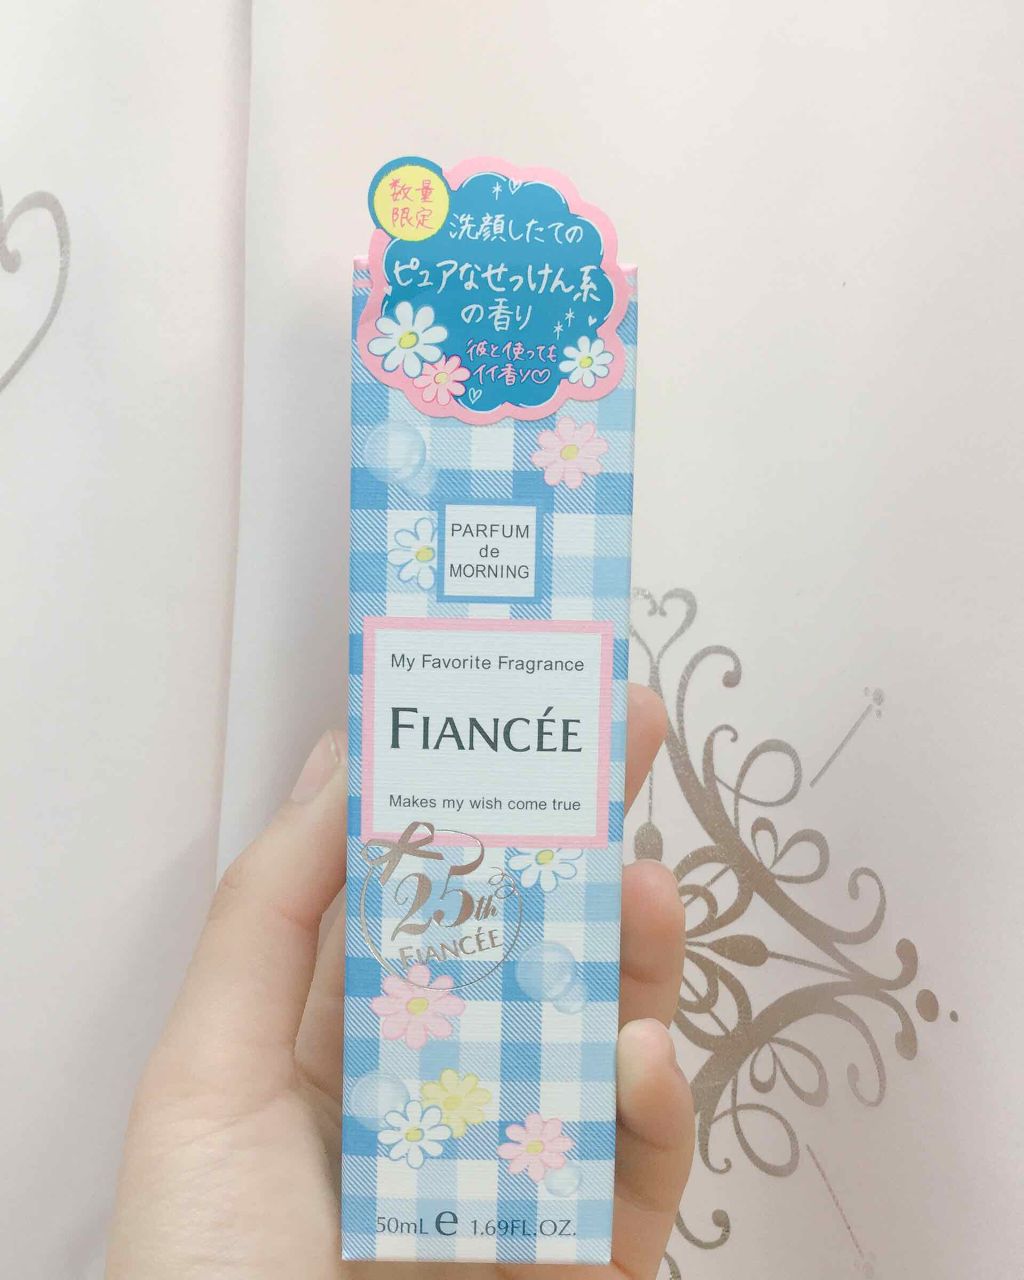 数量
限定
洗顔したての
ピュアなせっけん系
の香り
彼と使っても
イイ香り♡
PARFUM
de
MORNING
My Favorite Fragrance
FIANCÉE
Makes my wish come true
25th
FIANCÉE
50mL e 1.69FL.OZ.